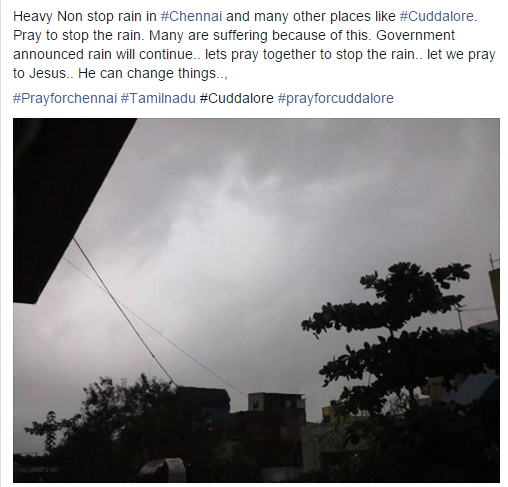 Heavy Non stop rain in #Chennai and many other places like #Cuddalore.
Pray to stop the rain. Many are suffering because of this. Government
announced rain will continue.. lets pray together to stop the rain.. let we pray
to Jesus.. He can change things..,
#Prayforchennai #Tamilnadu #Cuddalore #prayforcuddalore